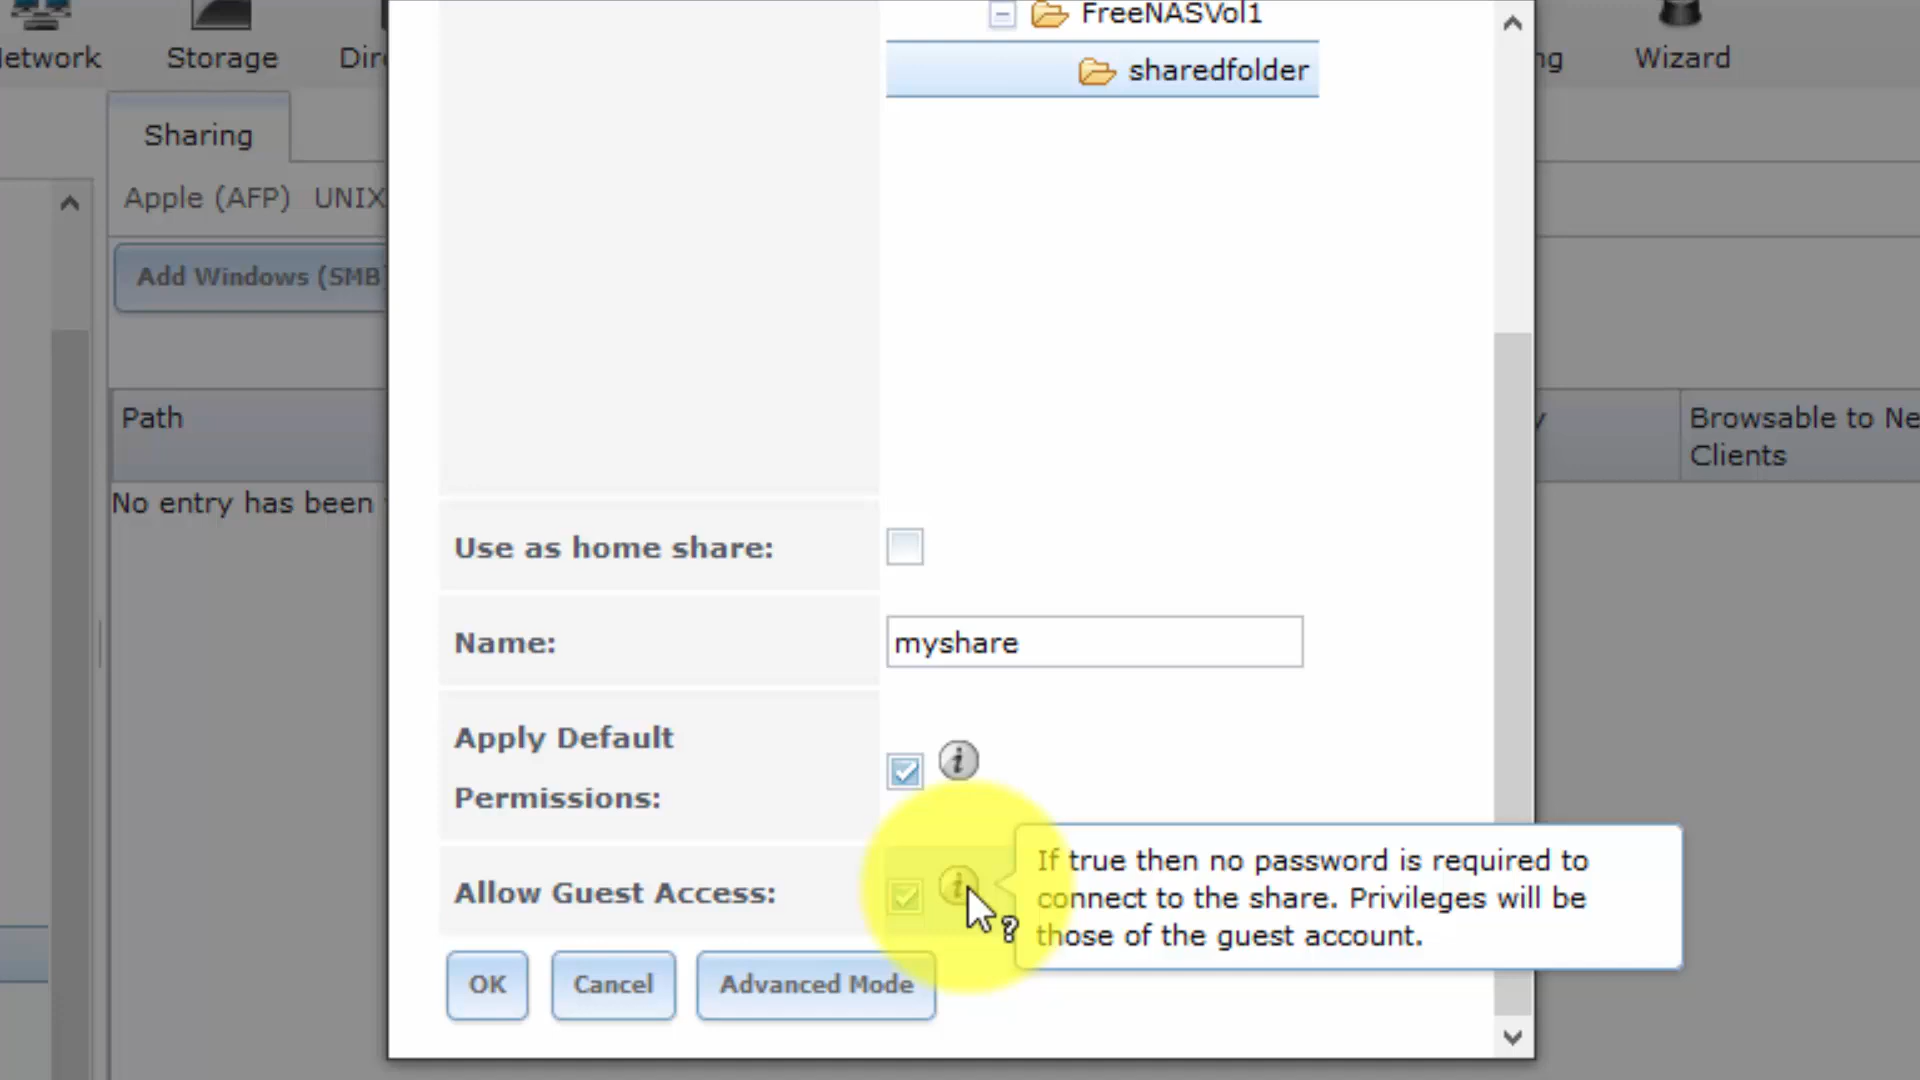 FreeNASVol1
sharedfolder
Storage
Wizard
Sharing
Apple (AFP) UNIX
Add Windows (SMB
Path
Browsable to Ne
Clients
No entry has been
Use as home share:
Name:
myshare
Apply Default
Permissions:
Allow Guest Access:
If true then no password is required to
connect to the share. Privileges will be
those of the guest account.
OK
Cancel
Advanced Mode